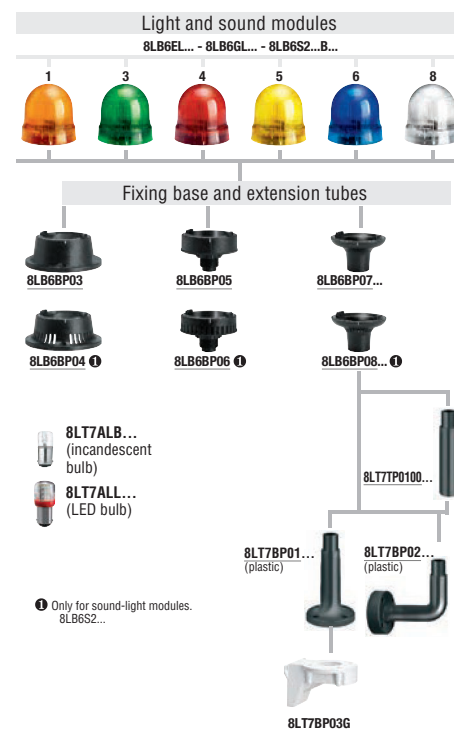 Light and sound modules
8LB6EL... - 8LB6GL... - 8LB6S2...B...
1 3 4 5 6 8
Fixing base and extension tubes
8LB6BP03 8LB6BP05 8LB6BP07...
8LB6BP04 ❶ 8LB6BP06 ❶ 8LB6BP08... ❶
8LT7ALB...
(incandescent
bulb)
8LT7ALL...
(LED bulb)
8LT7TP0100...
8LT7BP01... 8LT7BP02...
(plastic) (plastic)
❶ Only for sound-light modules.
8LB6S2...
8LT7BP03G